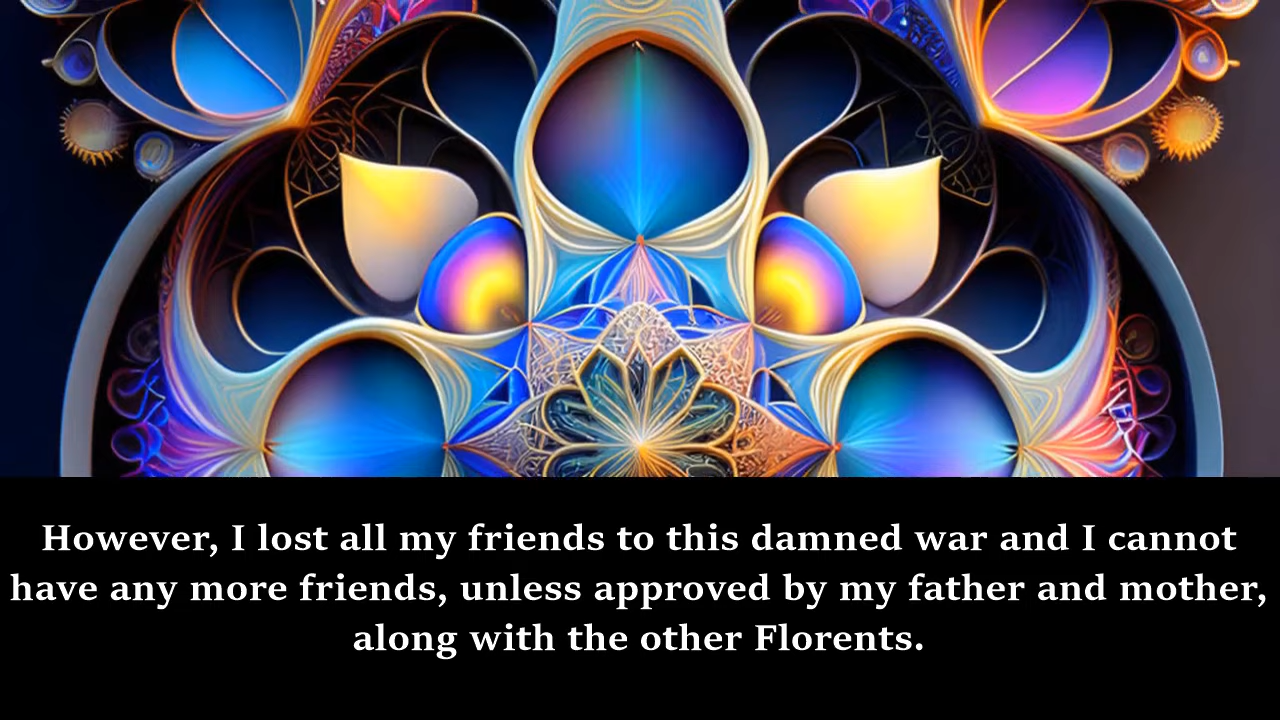 However, I lost all my friends to this damned war and I cannot
have any more friends, unless approved by my father and mother,
along with the other Florents.